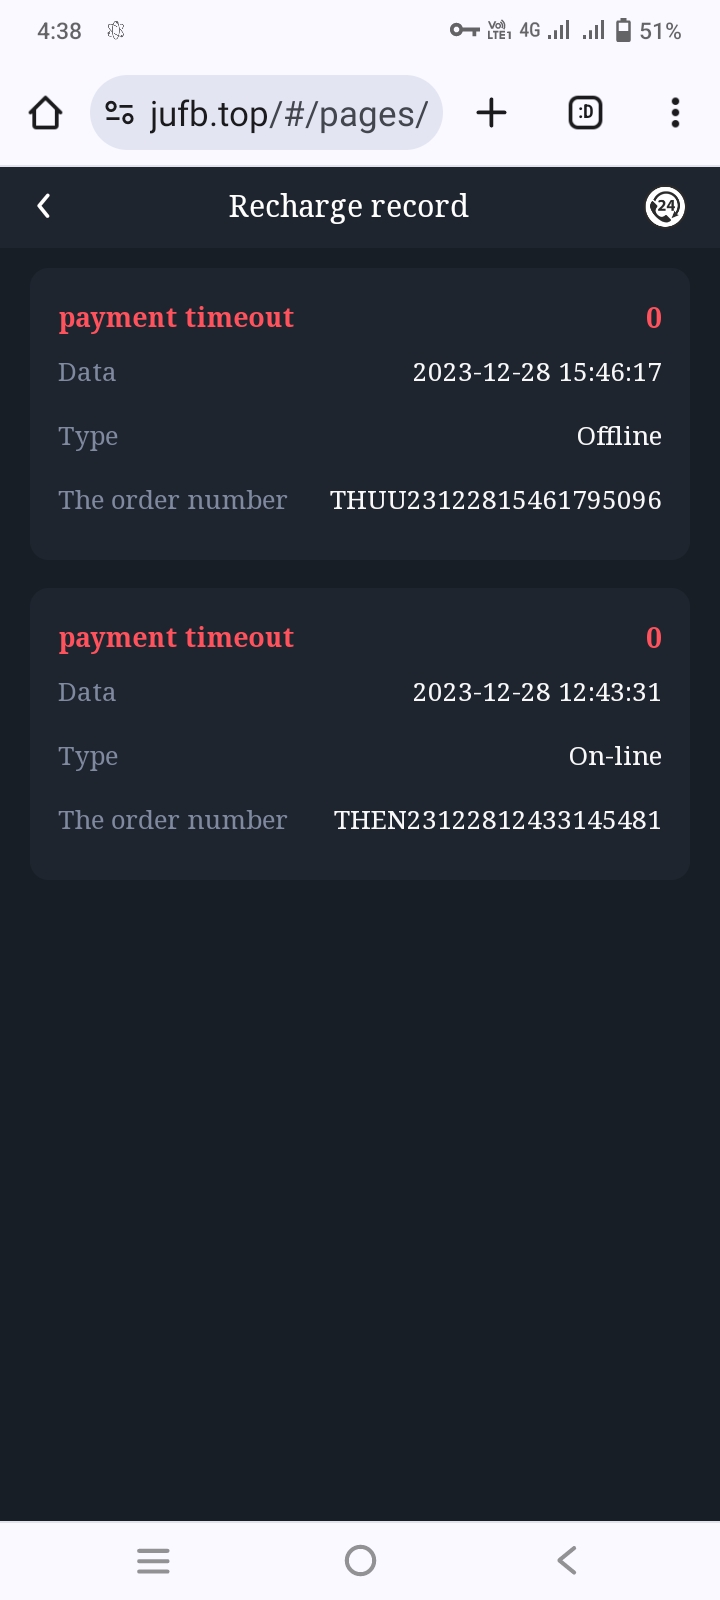 4:38 Vo)) LTE1 4G 51%
jufb.top/#/pages/ :D
Recharge record 24
payment timeout 0
Data 2023-12-28 15:46:17
Type Offline
The order number THUU23122815461795096
payment timeout 0
Data 2023-12-28 12:43:31
Type On-line
The order number THEN23122812433145481